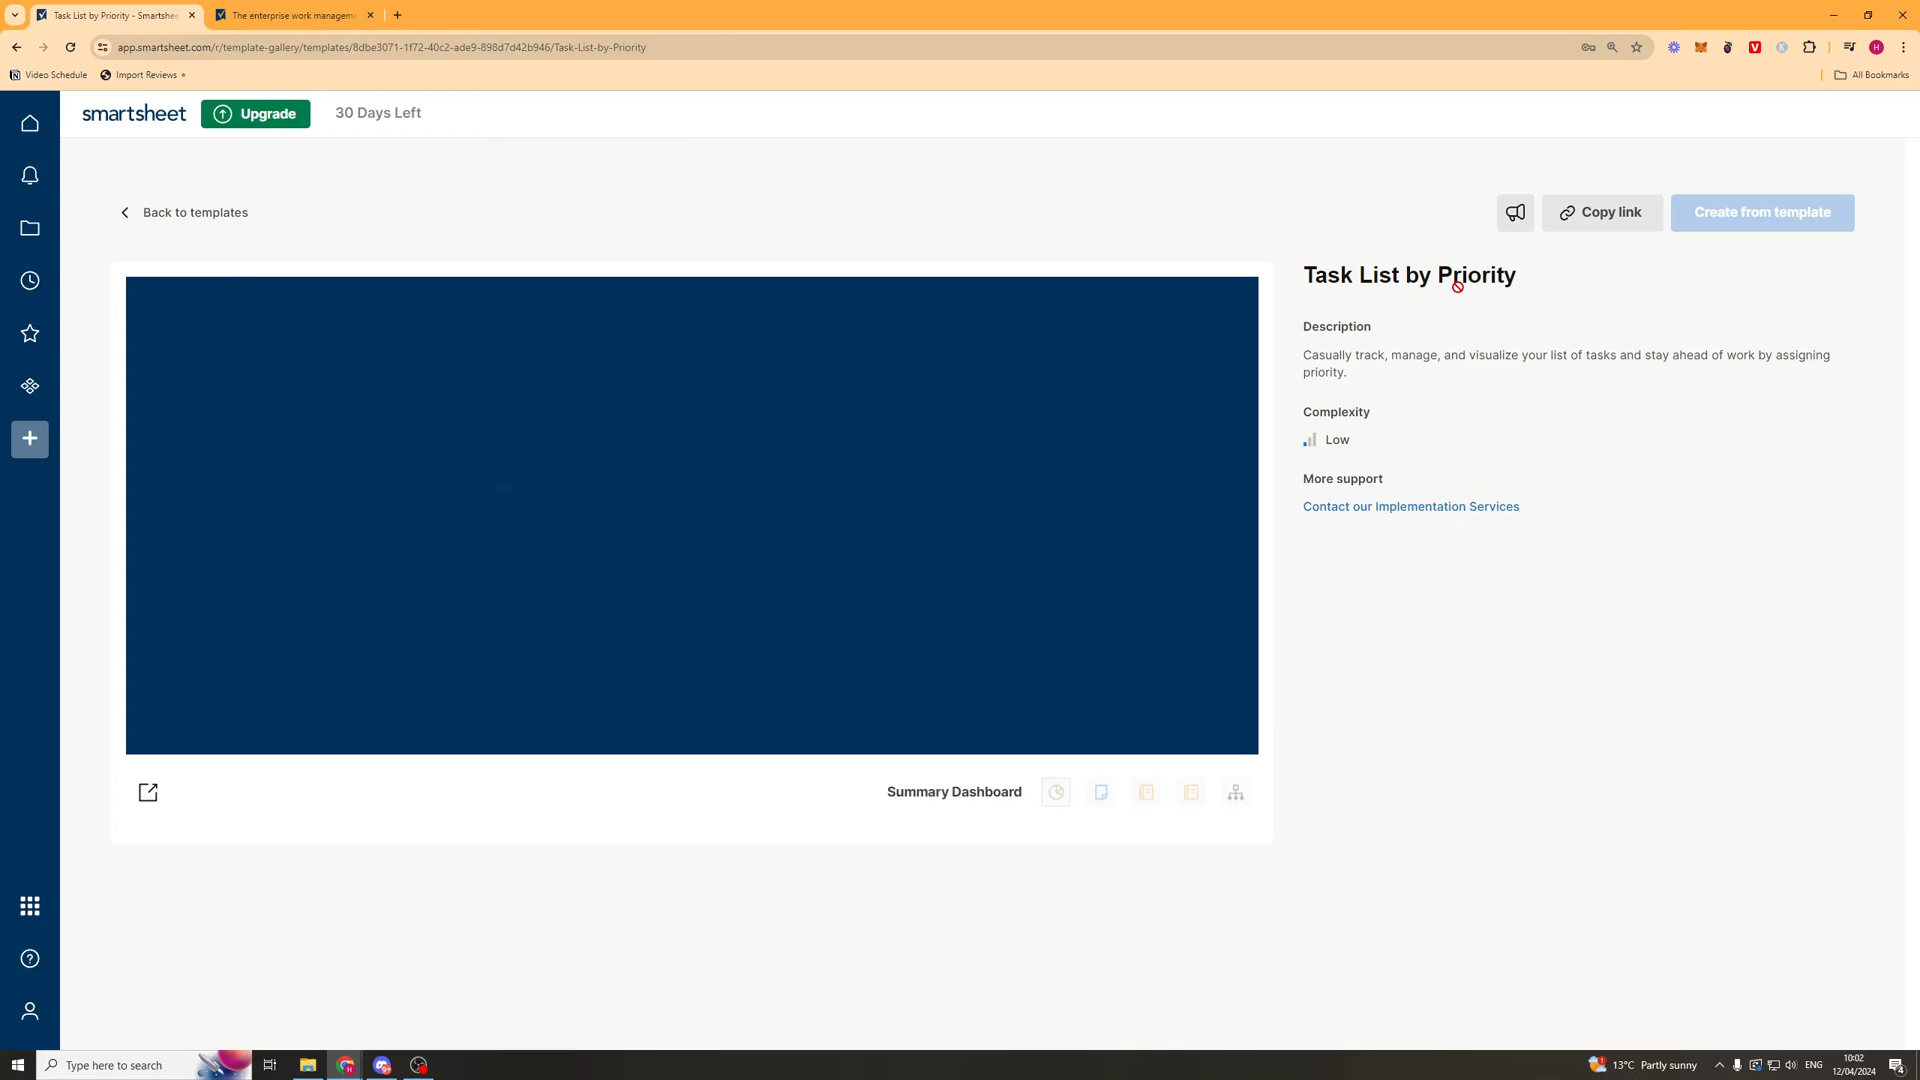 Task List by Priority - Smartshee
The enterprise work managem
app.smartsheet.com/r/template-gallery/templates/8dbe3071-1f72-40c2-ade9-898d7d42b946/Task-List-by-Priority
Video Schedule
Import Reviews
All Bookmarks
smartsheet
Upgrade
30 Days Left
Back to templates
Copy link
Create from template
Task List by Priority
Description
Casually track, manage, and visualize your list of tasks and stay ahead of work by assigning
priority.
Complexity
Low
More support
Contact our Implementation Services
Summary Dashboard
Type here to search
13°C Partly sunny
ENG
10:02
12/04/2024